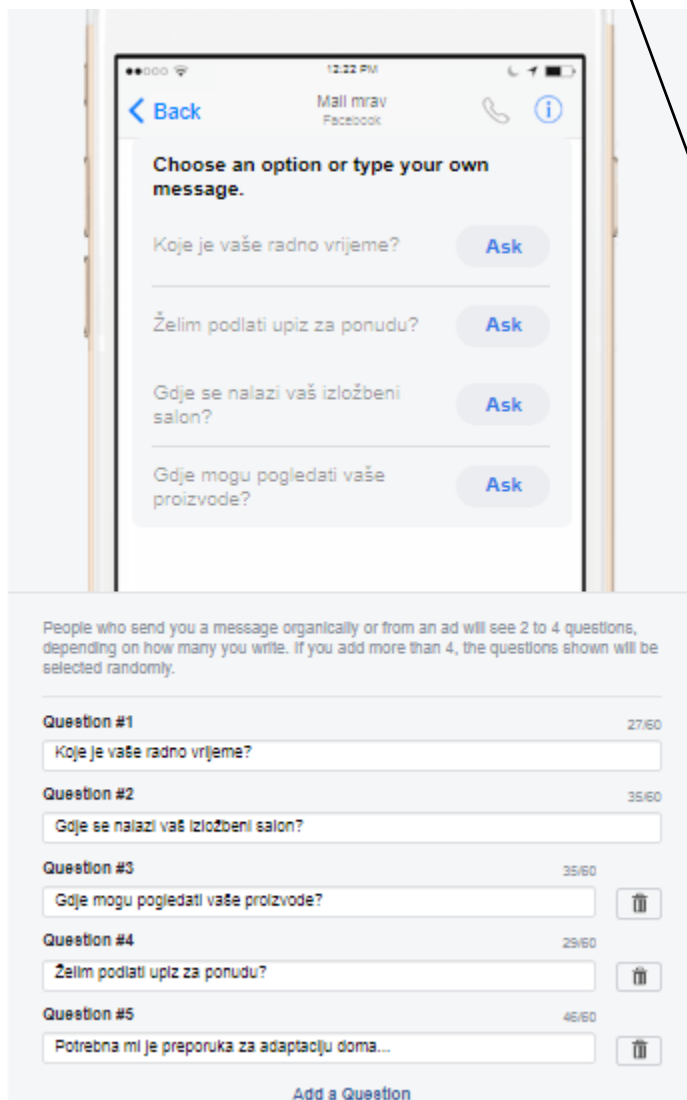 12:22 PM
Back
Mali mrav
Facebook
Choose an option or type your own
message.
Koje je vaše radno vrijeme?
Ask
Želim podlati upiz za ponudu?
Ask
Gdje se nalazi vaš izložbeni
salon?
Ask
Gdje mogu pogledati vaše
proizvode?
Ask
People who send you a message organically or from an ad will see 2 to 4 questions,
depending on how many you write. If you add more than 4, the questions shown will be
selected randomly.
Question #1
27/60
Koje je vaše radno vrijeme?
Question #2
35/60
Gdje se nalazi vaš izložbeni salon?
Question #3
35/60
Gdje mogu pogledati vaše proizvode?
Question #4
29/60
Želim podlati upiz za ponudu?
Question #5
46/60
Potrebna mi je preporuka za adaptaciju doma...
Add a Question